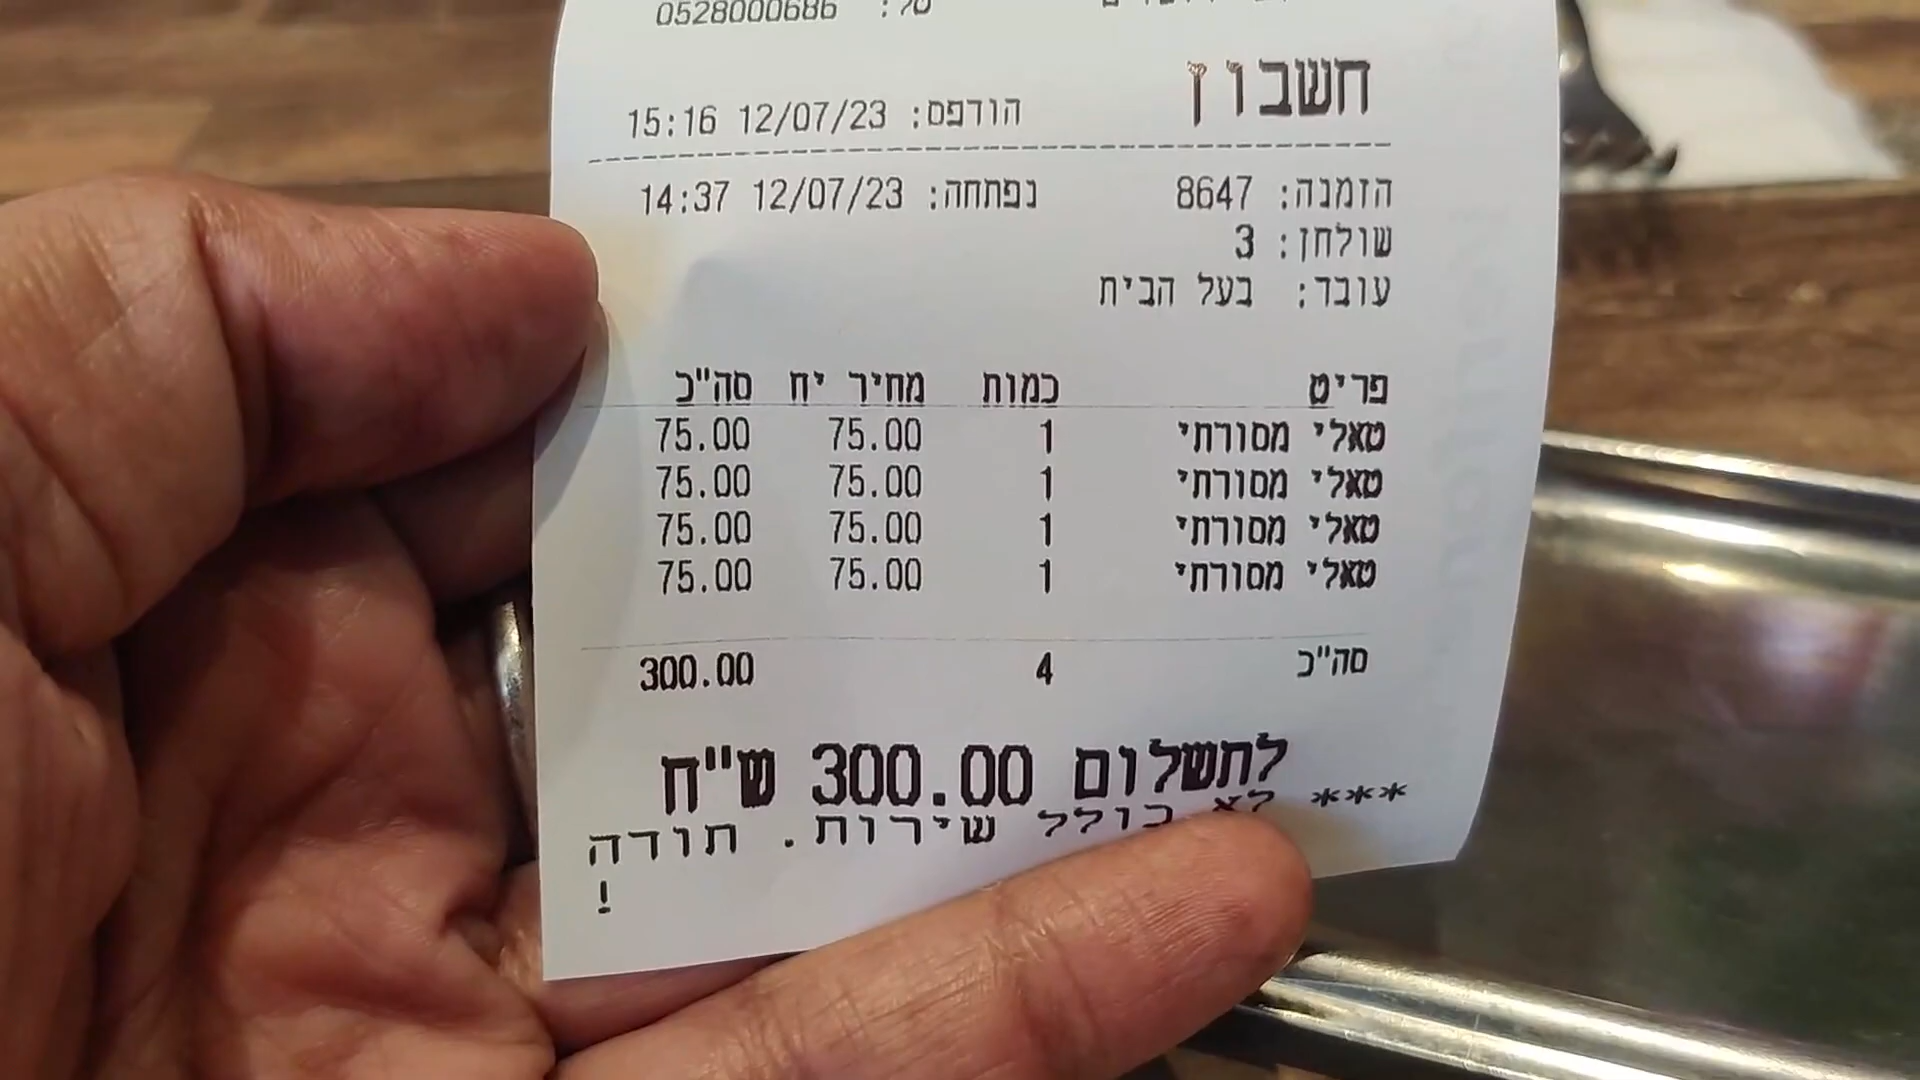 טל: 0528000686
חשבון
הודפס: 12/07/23 15:16
הזמנה: 8647 נפתחה: 12/07/23 14:37
שולחן: 3
עובד: בעל הבית
פריט כמות מחיר יח סה"כ
טאלי מסורתי 1 75.00 75.00
טאלי מסורתי 1 75.00 75.00
טאלי מסורתי 1 75.00 75.00
טאלי מסורתי 1 75.00 75.00
סה"כ 4 300.00
לתשלום 300.00 ש"ח
*** לא כולל שירות. תודה
!